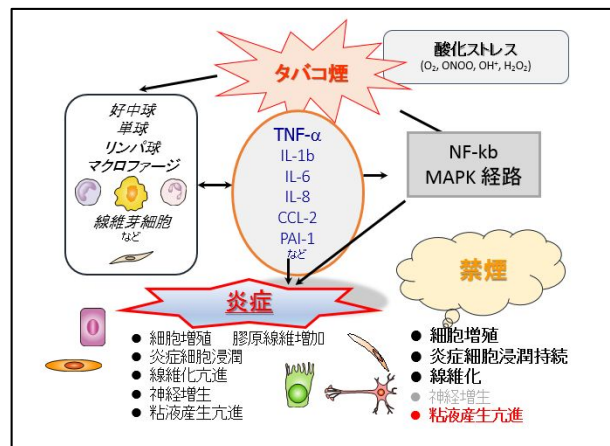 酸化ストレス
(O₂, ONOO, OH⁺, H₂O₂)
タバコ煙
好中球
単球
リンパ球
マクロファージ
線維芽細胞
など
TNF-α
IL-1b
IL-6
IL-8
CCL-2
PAI-1
など
NF-kb
MAPK 経路
炎症
禁煙
● 細胞増殖 膠原線維増加
● 炎症細胞浸潤
● 線維化亢進
● 神経増生
● 粘液産生亢進
● 細胞増殖
● 炎症細胞浸潤持続
● 線維化
● 神経増生
● 粘液産生亢進